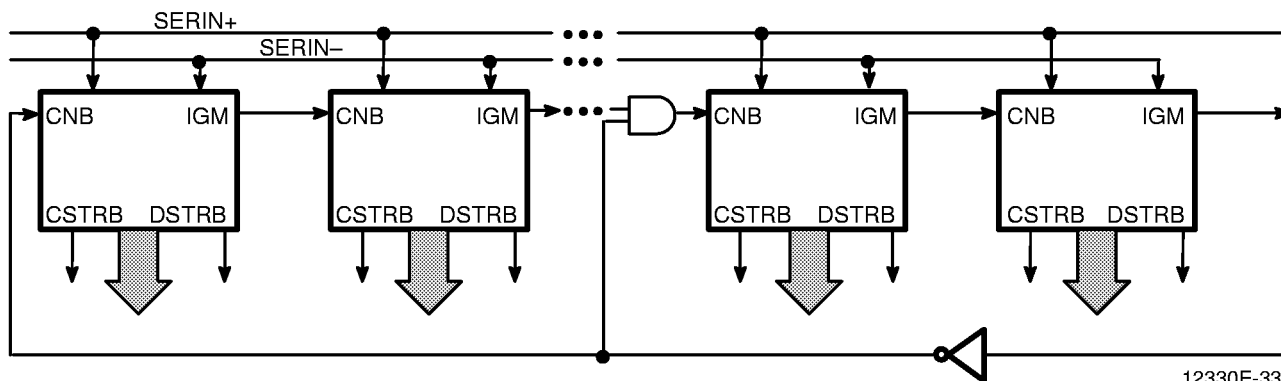 SERIN+
SERIN–
CNB IGM CNB IGM CNB IGM CNB IGM
CSTRB DSTRB CSTRB DSTRB CSTRB DSTRB CSTRB DSTRB